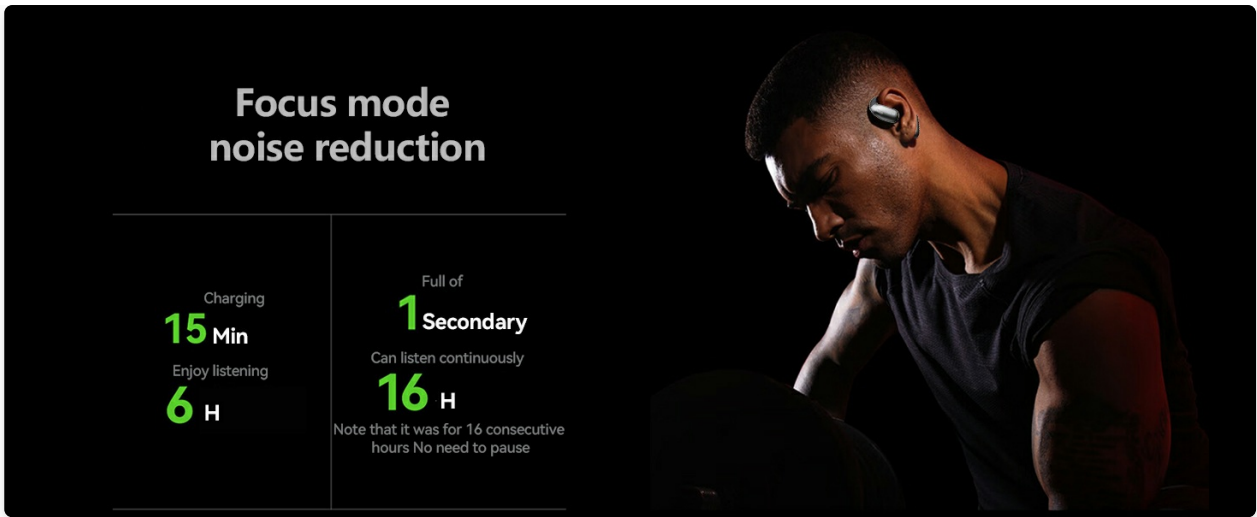 Focus mode
noise reduction
Charging
15 Min
Enjoy listening
6 H
Full of
1 Secondary
Can listen continuously
16 H
Note that it was for 16 consecutive
hours No need to pause